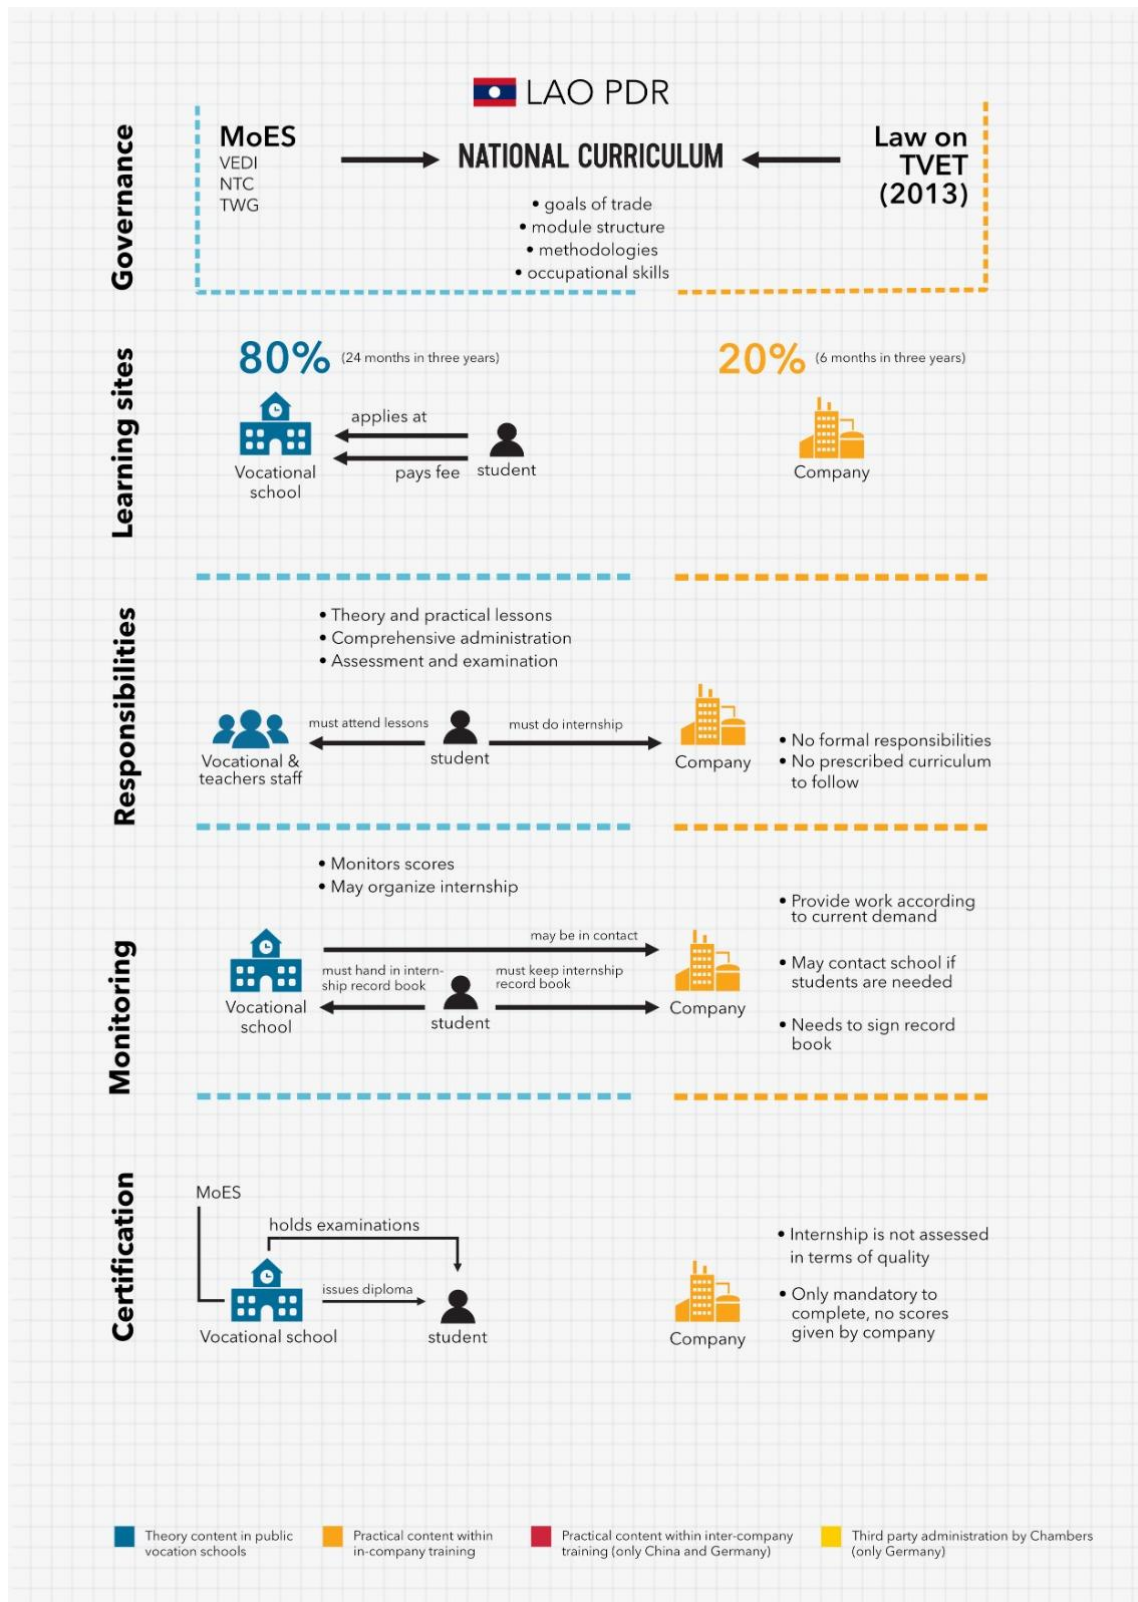 LAO PDR
Governance
MoES
VEDI
NTC
TWG
NATIONAL CURRICULUM
• goals of trade
• module structure
• methodologies
• occupational skills
Law on
TVET
(2013)
Learning sites
80% (24 months in three years)
applies at
pays fee
Vocational
school
student
20% (6 months in three years)
Company
Responsibilities
• Theory and practical lessons
• Comprehensive administration
• Assessment and examination
must attend lessons
must do internship
Vocational &
teachers staff
student
Company
• No formal responsibilities
• No prescribed curriculum
to follow
Monitoring
• Monitors scores
• May organize internship
may be in contact
must hand in intern-
ship record book
must keep internship
record book
Vocational
school
student
Company
• Provide work according
to current demand
• May contact school if
students are needed
• Needs to sign record
book
Certification
MoES
holds examinations
issues diploma
Vocational school
student
Company
• Internship is not assessed
in terms of quality
• Only mandatory to
complete, no scores
given by company
Theory content in public
vocation schools
Practical content within
in-company training
Practical content within inter-company
training (only China and Germany)
Third party administration by Chambers
(only Germany)